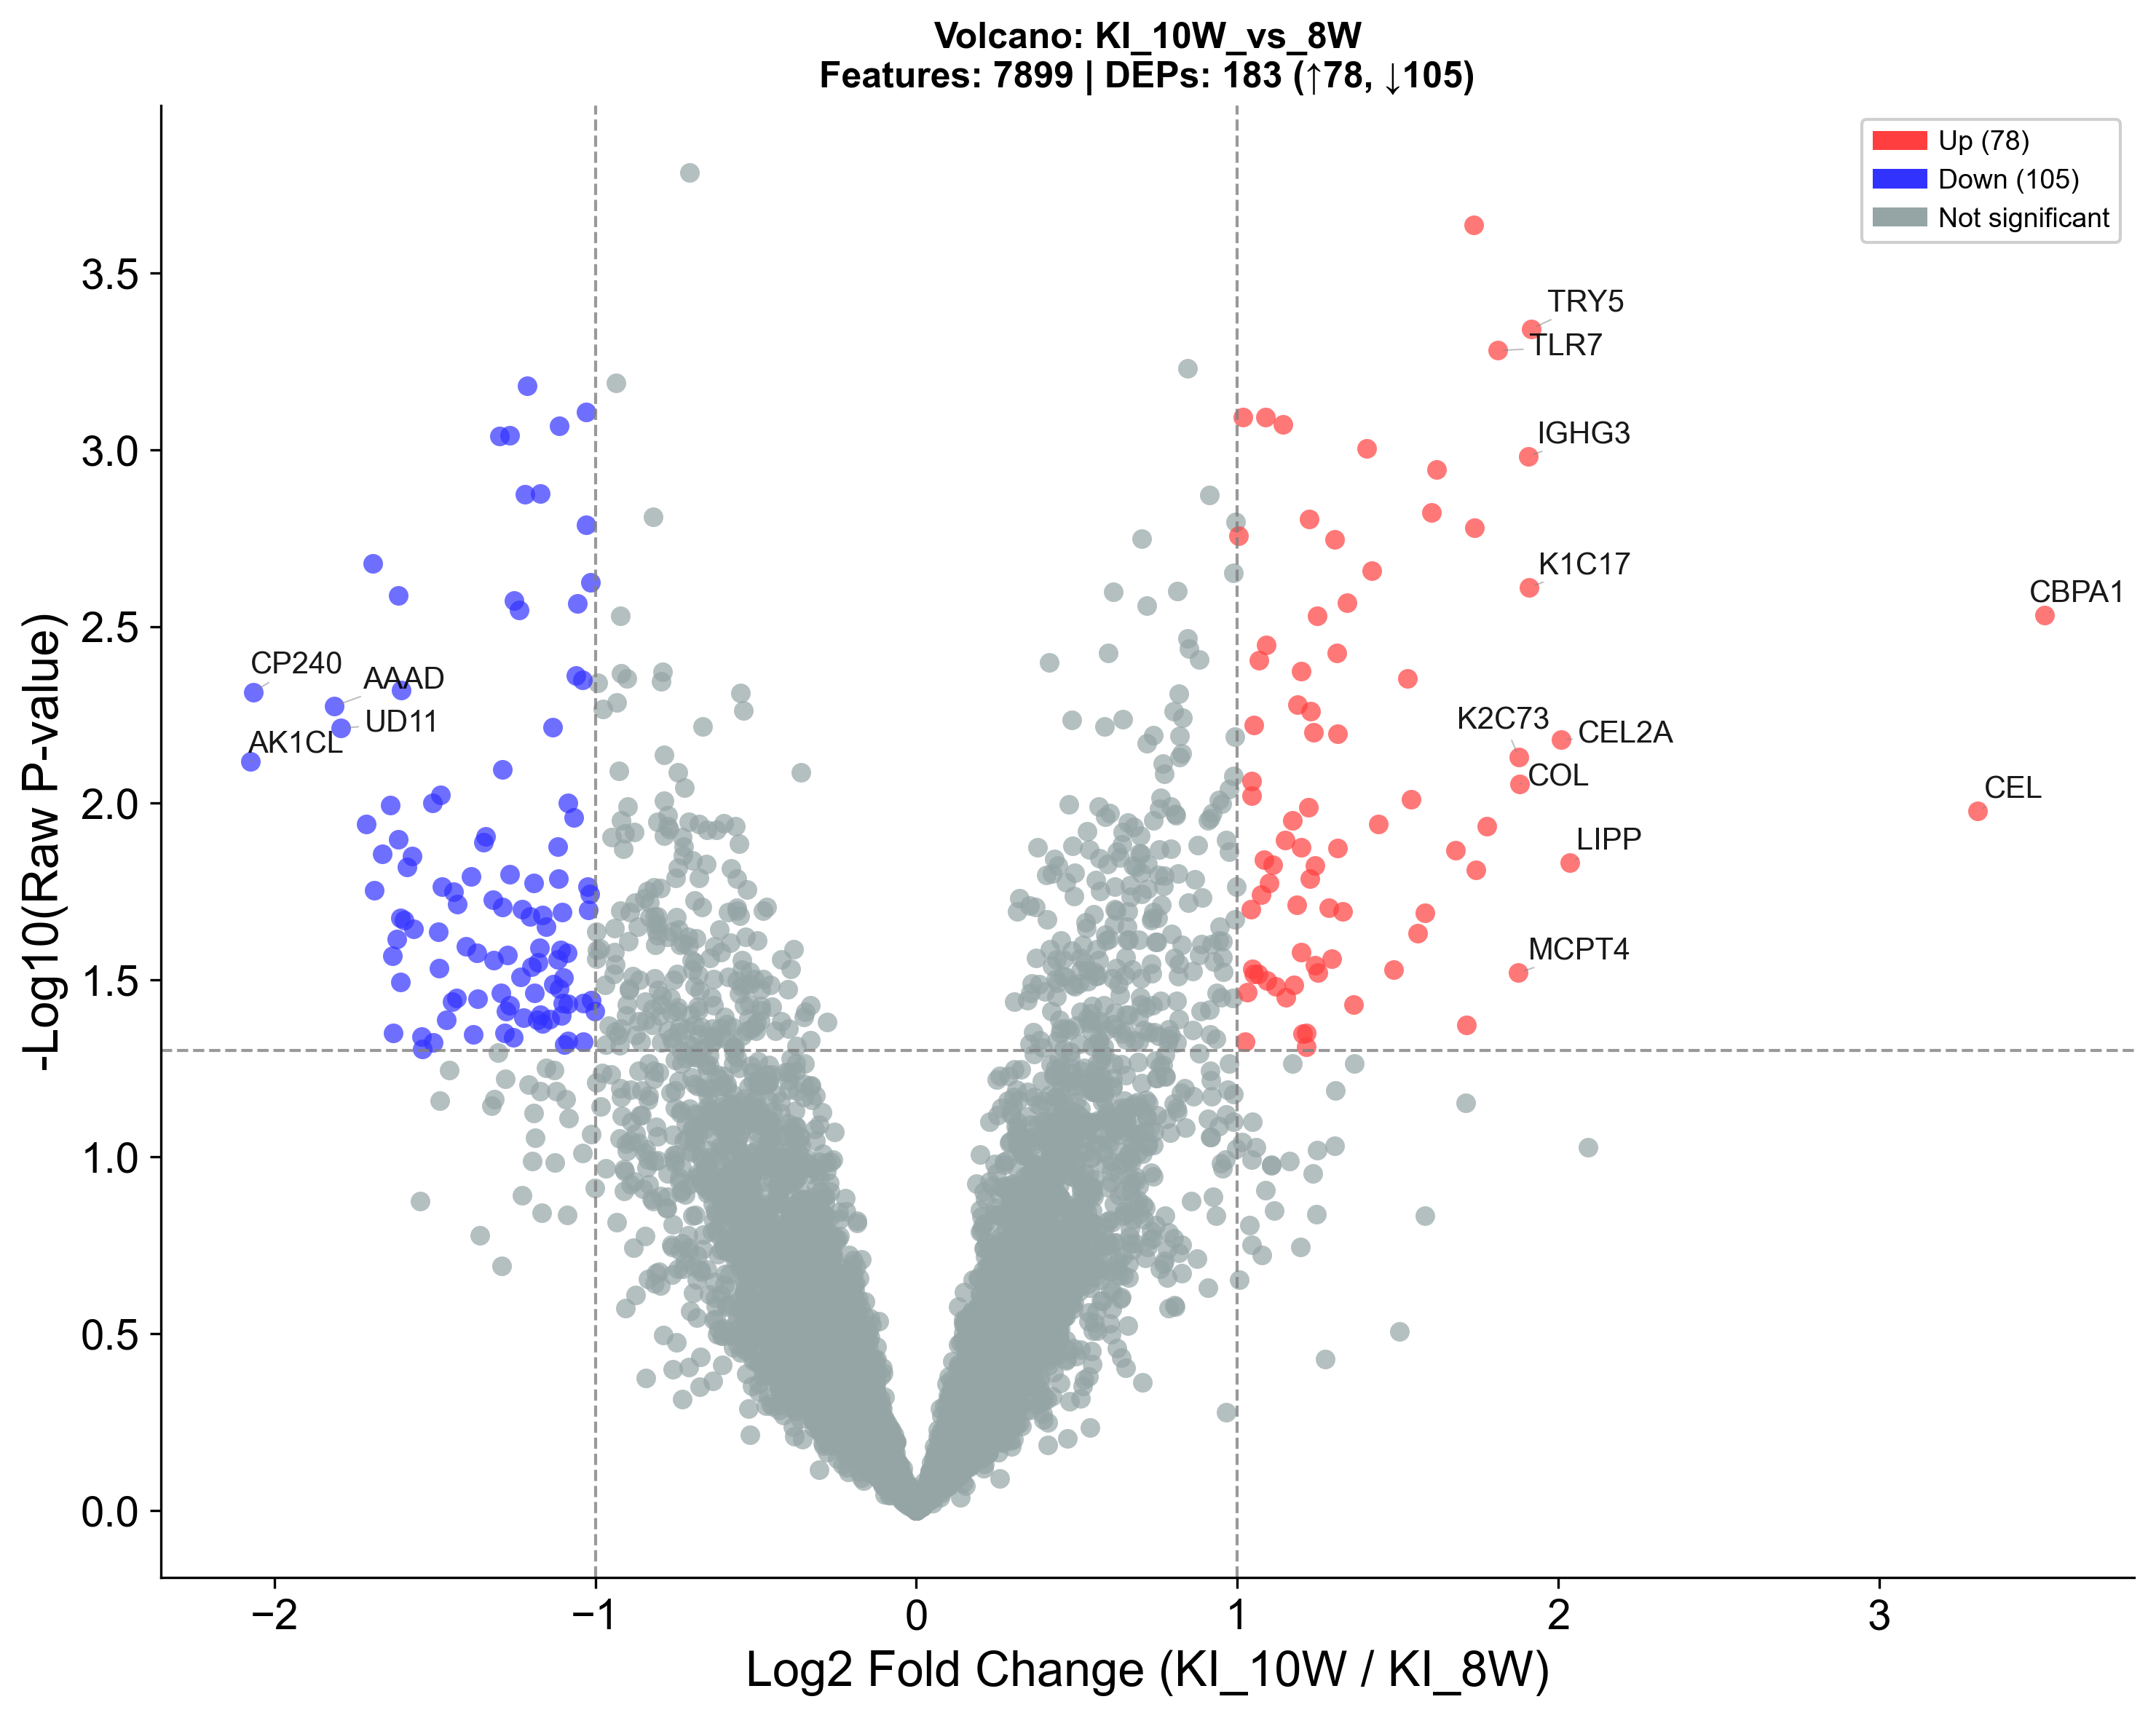 Volcano: KI_10W_vs_8W
Features: 7899 | DEPs: 183 (↑78, ↓105)
Up (78)
Down (105)
Not significant
3.5
3.0
2.5
2.0
1.5
1.0
0.5
0.0
-Log10(Raw P-value)
TRY5
TLR7
IGHG3
K1C17
CBPA1
CP240
AAAD
UD11
AK1CL
K2C73
CEL2A
COL
CEL
LIPP
MCPT4
−2
−1
0
1
2
3
Log2 Fold Change (KI_10W / KI_8W)